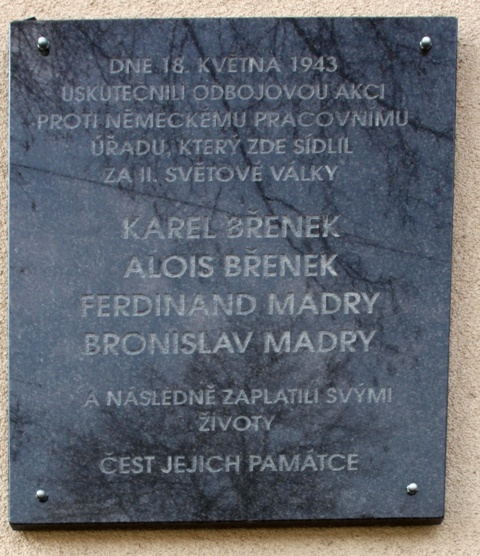 DNE 18. KVĚTNA 1943
USKUTEČNILI ODBOJOVOU AKCI
PROTI NĚMECKÉMU PRACOVNÍMU
ÚŘADU, KTERÝ ZDE SÍDLIL
ZA II. SVĚTOVÉ VÁLKY
KAREL BŘENEK
ALOIS BŘENEK
FERDINAND MADRY
BRONISLAV MADRY
A NÁSLEDNĚ ZAPLATILI SVÝMI
ŽIVOTY
ČEST JEJICH PAMÁTCE